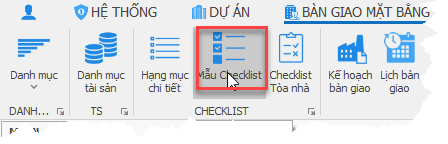 HỆ THỐNG DỰ ÁN BÀN GIAO MẶT BẰNG
Danh mục
Danh mục tài sản
Hạng mục chi tiết
Mẫu Checklist
Checklist Tòa nhà
Kế hoạch bàn giao
Lịch bàn giao
DANH... TS CHECKLIST